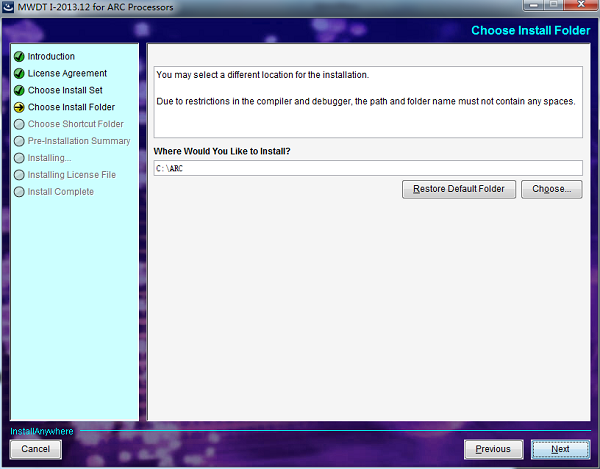 MWDT I-2013.12 for ARC Processors
Choose Install Folder
Introduction
License Agreement
Choose Install Set
Choose Install Folder
Choose Shortcut Folder
Pre-Installation Summary
Installing...
Installing License File
Install Complete
You may select a different location for the installation.
Due to restrictions in the compiler and debugger, the path and folder name must not contain any spaces.
Where Would You Like to Install?
C:\ARC
Restore Default Folder
Choose...
InstallAnywhere
Cancel
Previous
Next